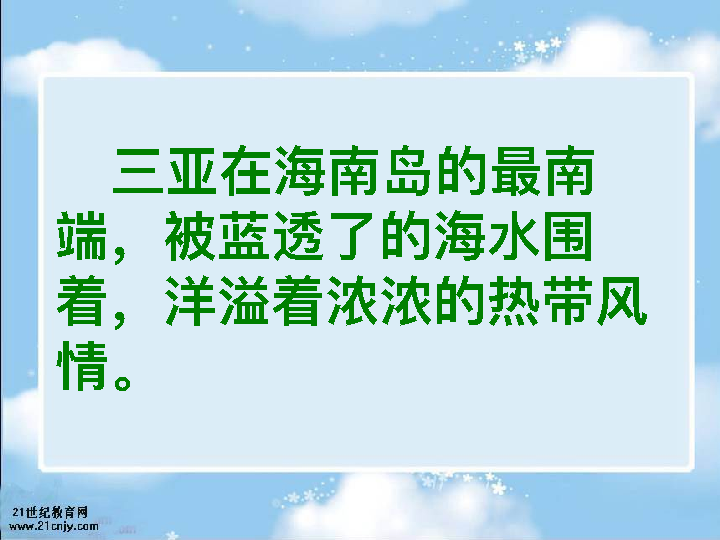 三亚在海南岛的最南
端，被蓝透了的海水围
着，洋溢着浓浓的热带风
情。
21世纪教育网
www.21cnjy.com